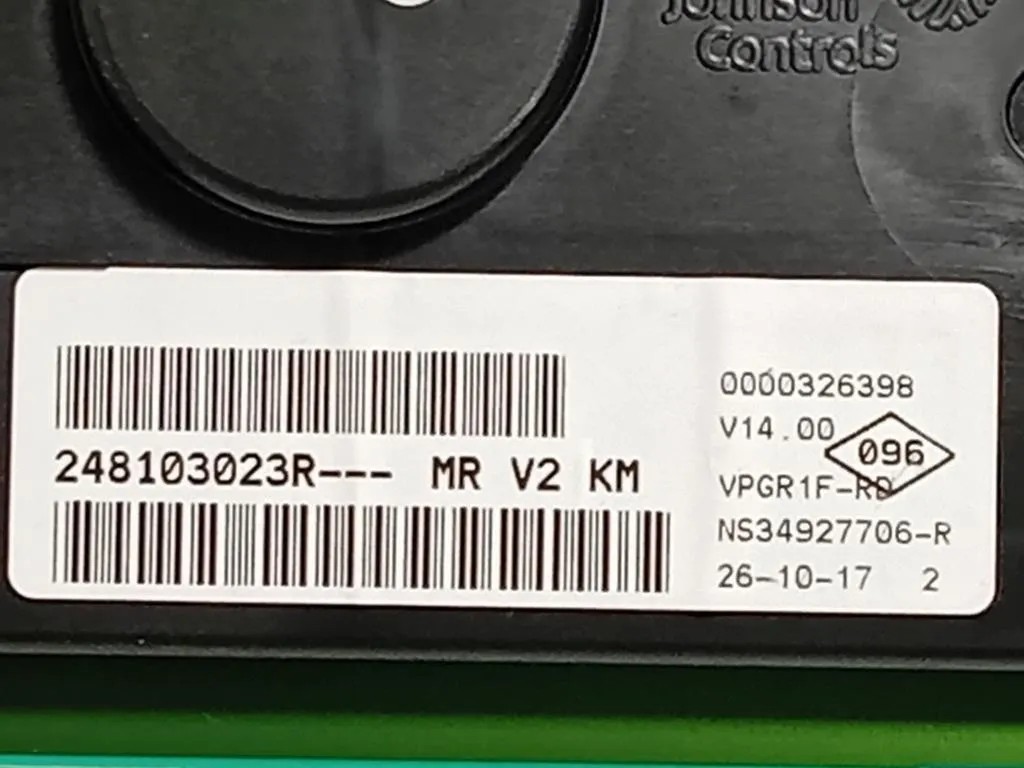 Johnson
Controls
248103023R--- MR V2 KM
0000326398
V14.00
096
VPGR1F-RD
NS34927706-R
26-10-17 2